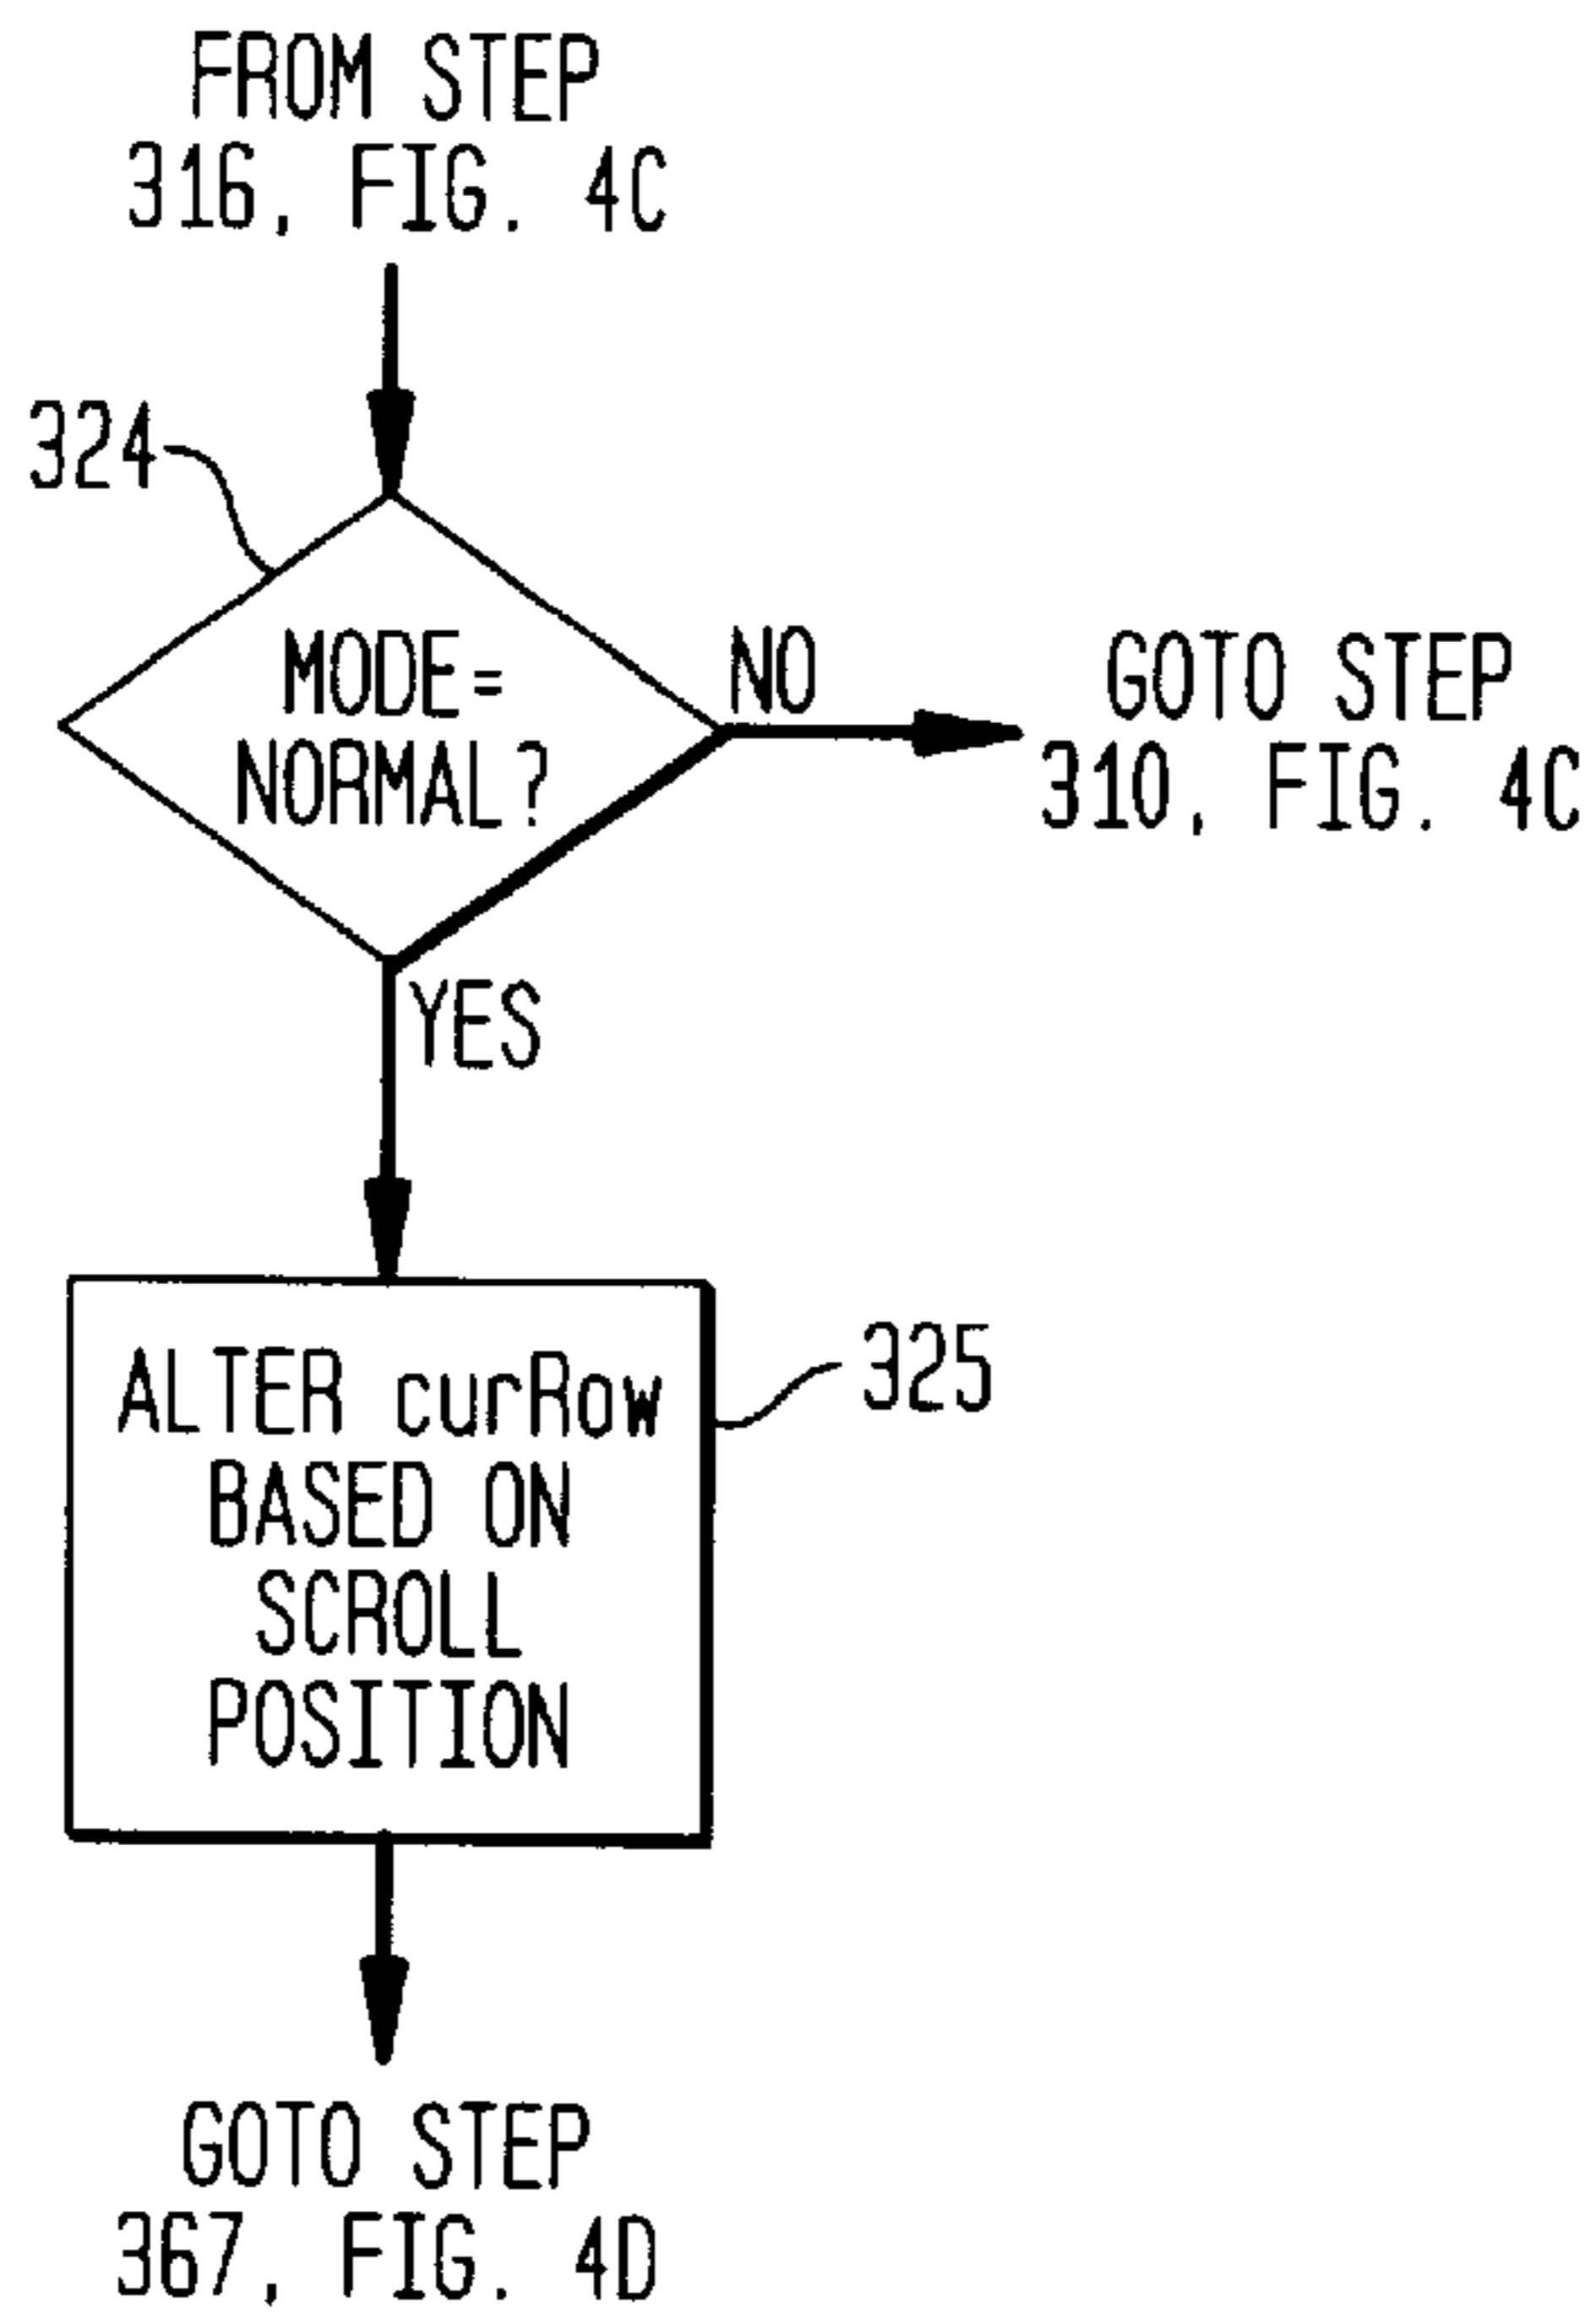 FROM STEP
316, FIG. 4C
324
MODE=
NORMAL?
NO
GOTO STEP
310, FIG. 4C
YES
ALTER curRow
BASED ON
SCROLL
POSITION
325
GOTO STEP
367, FIG. 4D